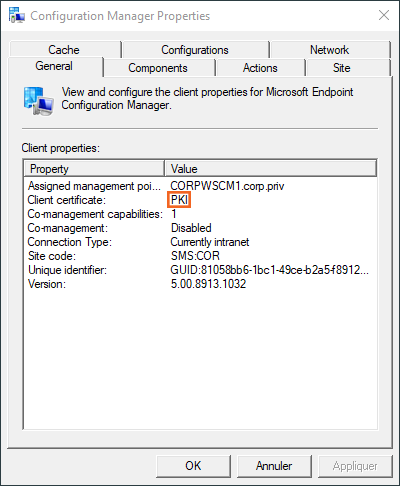 Configuration Manager Properties
Cache Configurations Network
General Components Actions Site
View and configure the client properties for Microsoft Endpoint
Configuration Manager.
Client properties:
Property Value
Assigned management poi... CORPWSCM1.corp.priv
Client certificate: PKI
Co-management capabilities: 1
Co-management: Disabled
Connection Type: Currently intranet
Site code: SMS:COR
Unique identifier: GUID:81058bb6-1bc1-49ce-b2a5-f8912...
Version: 5.00.8913.1032
OK Annuler Appliquer